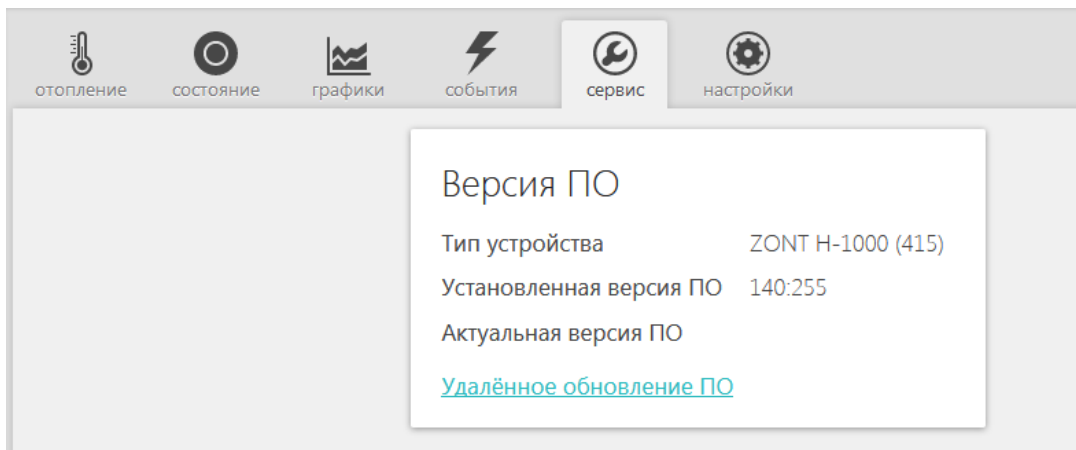 отопление состояние графики события сервис настройки
Версия ПО
Тип устройства ZONT H-1000 (415)
Установленная версия ПО 140:255
Актуальная версия ПО
Удалённое обновление ПО